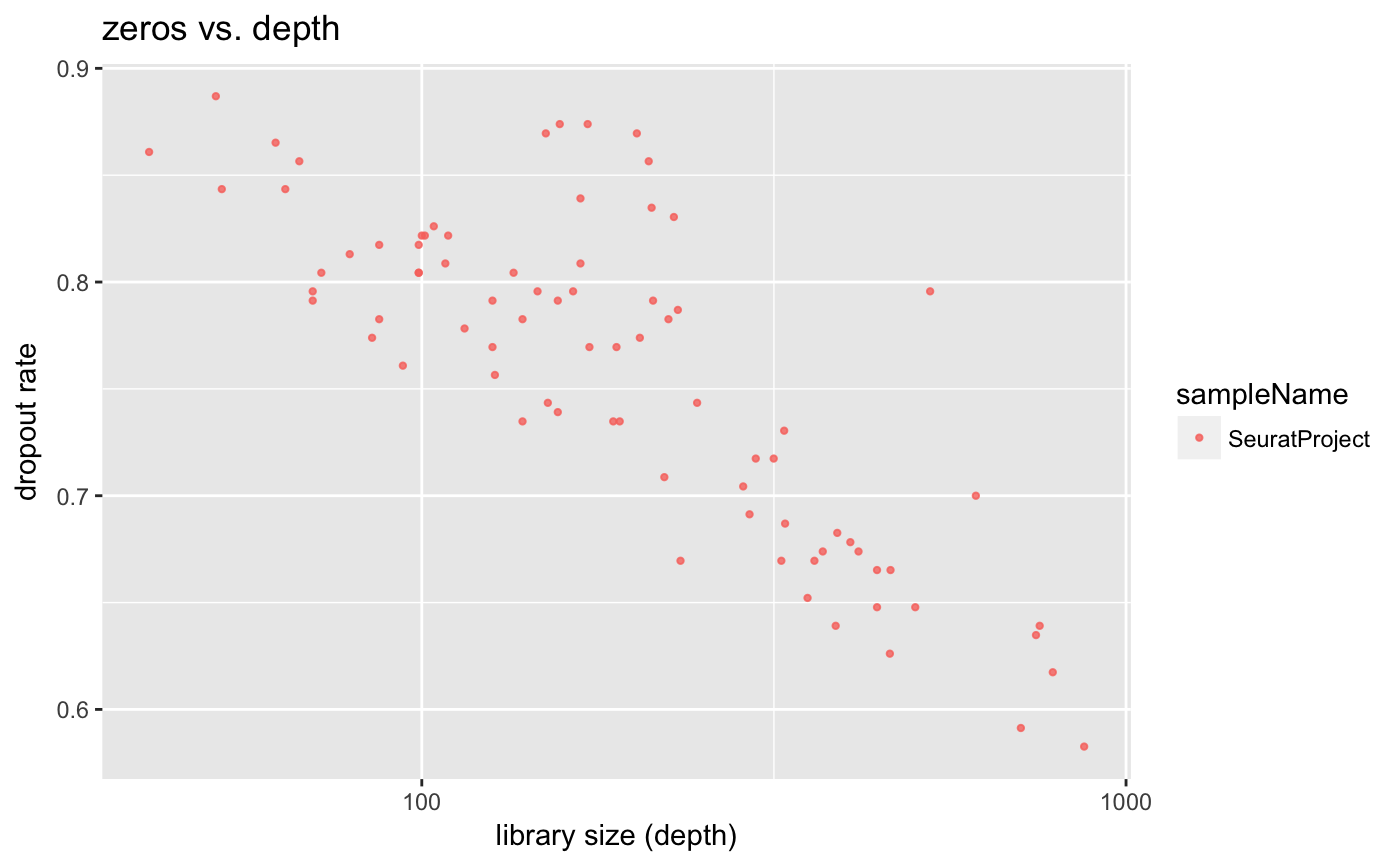 zeros vs. depth
0.9
0.8
0.7
0.6
dropout rate
100
1000
library size (depth)
sampleName
SeuratProject